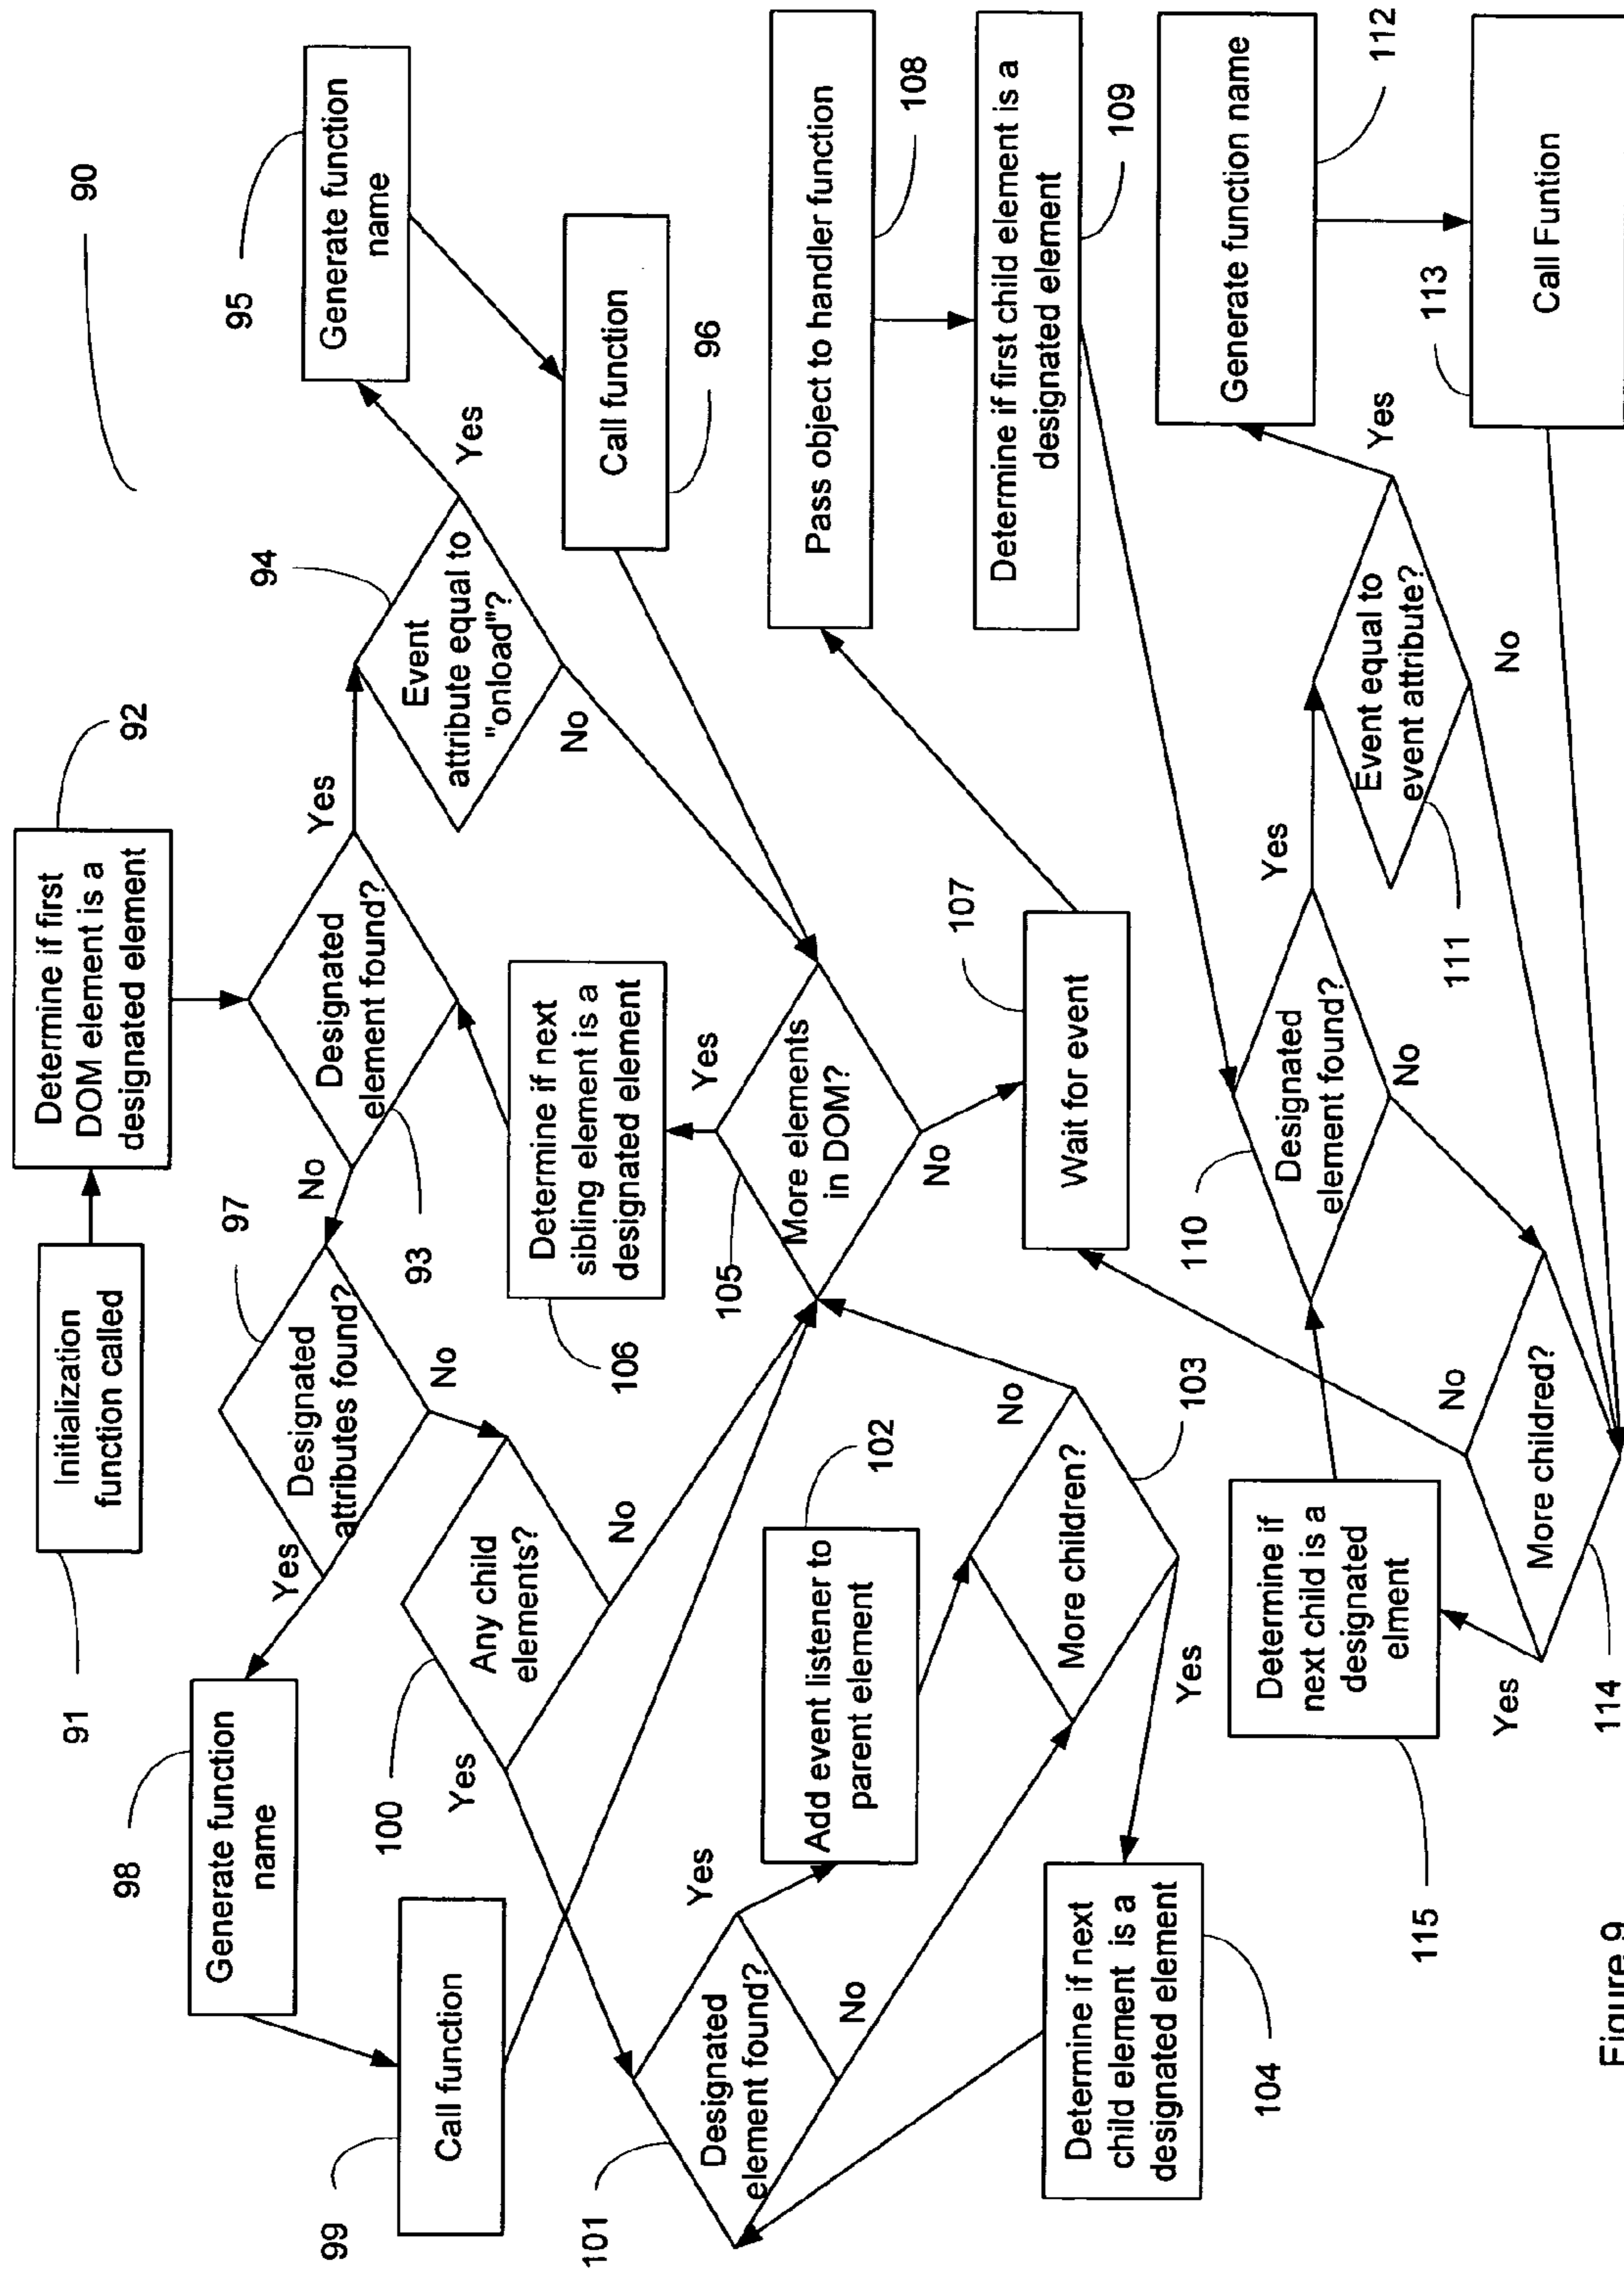 90
Initialization
function called
91
Determine if first
DOM element is a
designated element
92
Designated
element found?
93
Yes
No
Event
attribute equal to
"onload"?
94
Yes
No
Generate function
name
95
Call function
96
Designated
attributes found?
97
Yes
No
Generate function
name
98
Call function
99
Any child
elements?
100
Yes
No
Designated
element found?
101
Yes
No
Add event listener to
parent element
102
More children?
103
No
Yes
Determine if next
child element is a
designated element
104
More elements
in DOM?
105
Yes
No
Determine if next
sibling element is a
designated element
106
Wait for event
107
Pass object to handler function
108
Determine if first child element is a
designated element
109
Designated
element found?
110
Yes
No
Event equal to
event attribute?
111
Yes
No
Generate function name
112
Call Funtion
113
More childred?
114
No
Yes
Determine if
next child is a
designated
elment
115
Figure 9